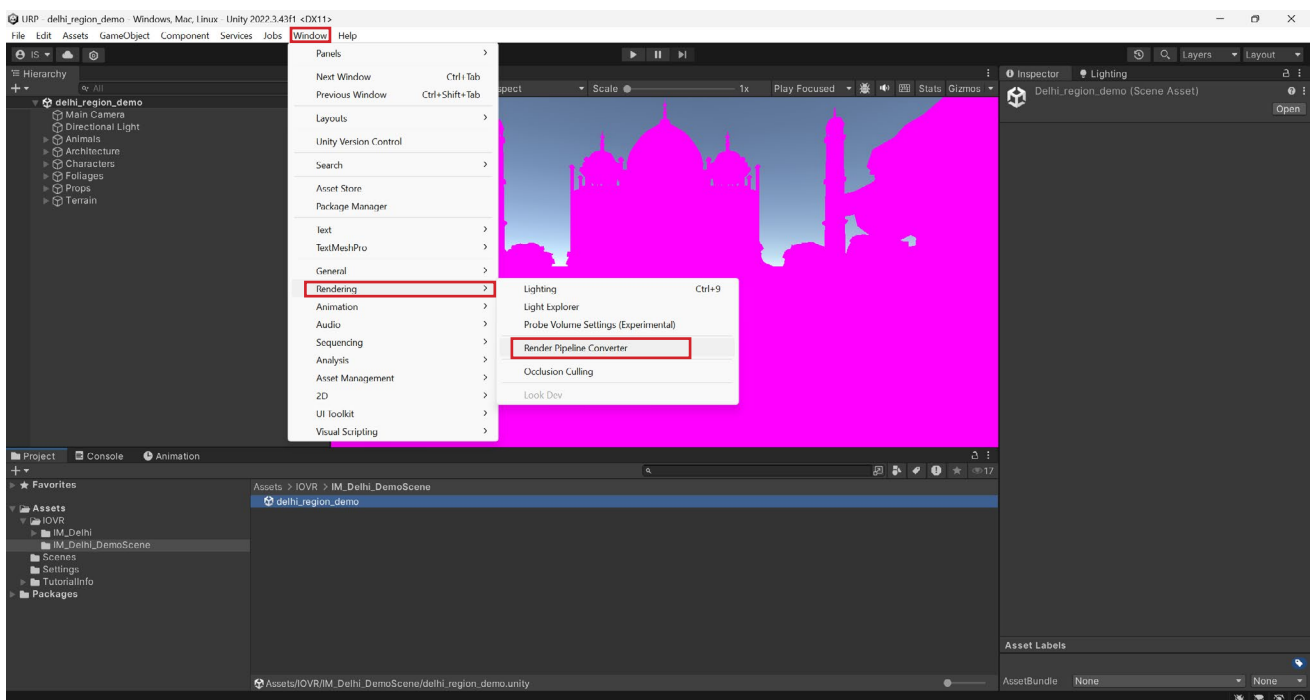 URP - delhi_region_demo - Windows, Mac, Linux - Unity 2022.3.43f1 <DX11>
File Edit Assets GameObject Component Services Jobs Window Help
IS Layers Layout
Hierarchy
All
delhi_region_demo
Main Camera
Directional Light
Animals
Architecture
Characters
Foliages
Props
Terrain
Panels
Next Window Ctrl+Tab
Previous Window Ctrl+Shift+Tab
Layouts
Unity Version Control
Search
Asset Store
Package Manager
Text
TextMeshPro
General
Rendering
Animation
Audio
Sequencing
Analysis
Asset Management
2D
UI Toolkit
Visual Scripting
Lighting Ctrl+9
Light Explorer
Probe Volume Settings (Experimental)
Render Pipeline Converter
Occlusion Culling
Look Dev
spect Scale 1x Play Focused Stats Gizmos
Inspector Lighting
Delhi_region_demo (Scene Asset)
Open
Project Console Animation
17
Favorites
Assets
IOVR
IM_Delhi
IM_Delhi_DemoScene
Scenes
Settings
TutorialInfo
Packages
Assets > IOVR > IM_Delhi_DemoScene
delhi_region_demo
Assets/IOVR/IM_Delhi_DemoScene/delhi_region_demo.unity
Asset Labels
AssetBundle None None